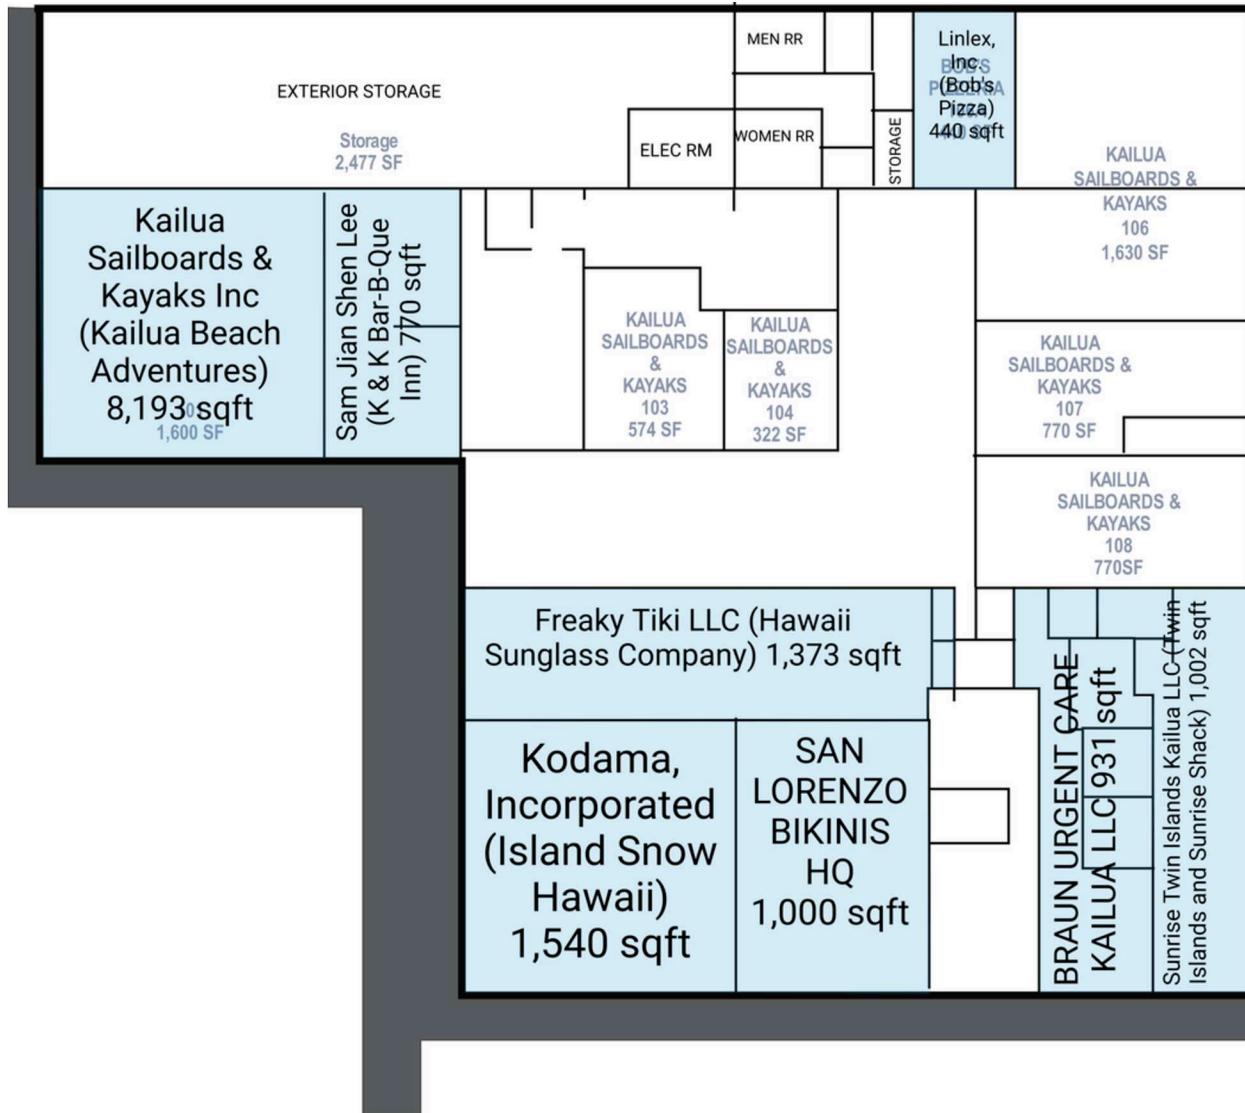 MEN RR
Linlex,
Inc.
(Bob's
Pizza)
440 sqft
BOB'S
PIZZERIA
EXTERIOR STORAGE
Storage
2,477 SF
ELEC RM
WOMEN RR
STORAGE
KAILUA
SAILBOARDS &
KAYAKS
106
1,630 SF
Kailua
Sailboards &
Kayaks Inc
(Kailua Beach
Adventures)
8,193 sqft
1,600 SF
Sam Jian Shen Lee
(K & K Bar-B-Que
Inn) 770 sqft
KAILUA
SAILBOARDS
&
KAYAKS
103
574 SF
KAILUA
SAILBOARDS
&
KAYAKS
104
322 SF
KAILUA
SAILBOARDS &
KAYAKS
107
770 SF
KAILUA
SAILBOARDS &
KAYAKS
108
770SF
Freaky Tiki LLC (Hawaii
Sunglass Company) 1,373 sqft
Kodama,
Incorporated
(Island Snow
Hawaii)
1,540 sqft
SAN
LORENZO
BIKINIS
HQ
1,000 sqft
BRAUN URGENT CARE
KAILUA LLC 931 sqft
Sunrise Twin Islands Kailua LLC (Twin
Islands and Sunrise Shack) 1,002 sqft